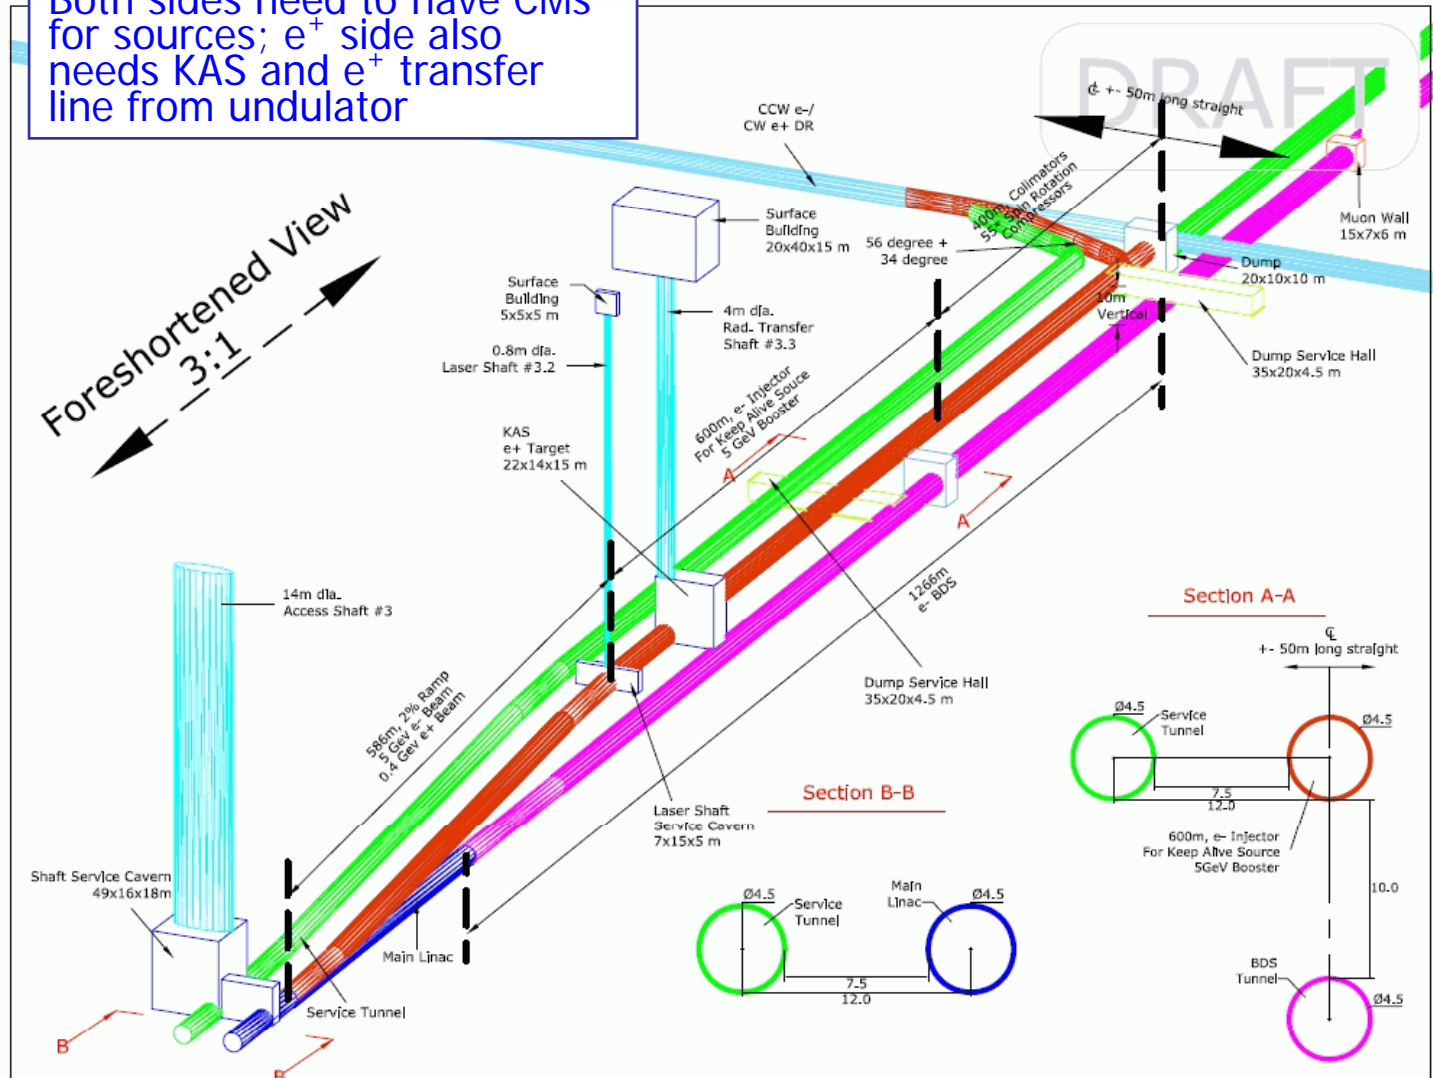 Both sides need to have CMs
for sources; e+ side also
needs KAS and e+ transfer
line from undulator
DRAFT
℄ +- 50m long straight
CCW e-/
CW e+ DR
400m, Colimators
55+ Spin Rotation
Compressors
Surface
Building
20x40x15 m
56 degree +
34 degree
Muon Wall
15x7x6 m
Dump
20x10x10 m
Foreshortened View
3:1
Surface
Building
5x5x5 m
4m dia.
Rad. Transfer
Shaft #3.3
10m
Vertical
0.8m dia.
Laser Shaft #3.2
Dump Service Hall
35x20x4.5 m
600m, e- Injector
For Keep Alive Souce
5 GeV Booster
KAS
e+ Target
22x14x15 m
A
A
1266m
e- BDS
14m dia.
Access Shaft #3
Section A-A
℄
+- 50m long straight
586m, 2% Ramp
5 Gev e- Beam
0.4 Gev e+ Beam
Dump Service Hall
35x20x4.5 m
Ø4.5
Service
Tunnel
Ø4.5
7.5
12.0
Section B-B
Laser Shaft
Service Cavern
7x15x5 m
600m, e- Injector
For Keep Alive Source
5GeV Booster
10.0
Shaft Service Cavern
49x16x18m
Ø4.5
Service
Tunnel
Main
Linac
Ø4.5
7.5
12.0
Main Linac
BDS
Tunnel
Ø4.5
Service Tunnel
B
B